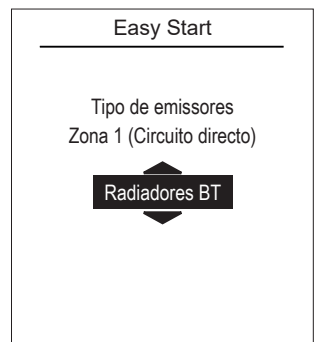 Easy Start
Tipo de emissores
Zona 1 (Circuito directo)
Radiadores BT